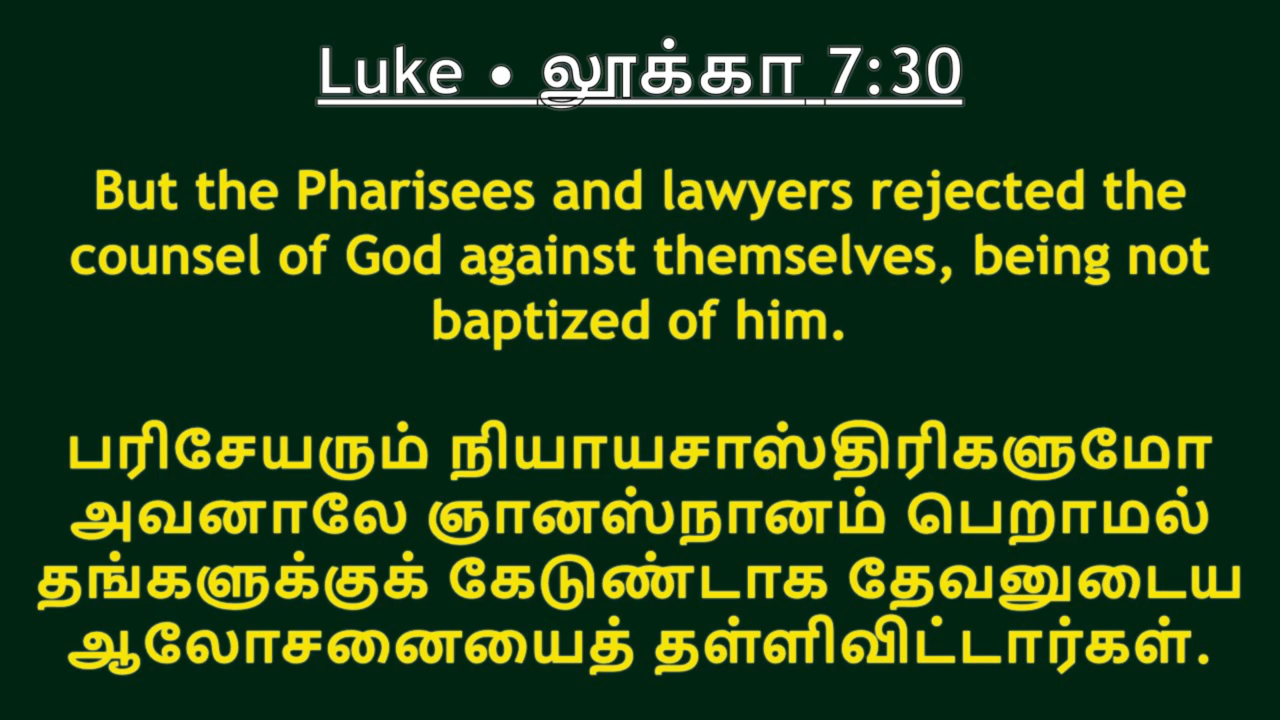 Luke • லூக்கா 7:30
But the Pharisees and lawyers rejected the
counsel of God against themselves, being not
baptized of him.
பரிசேயரும் நியாயசாஸ்திரிகளுமோ
அவனாலே ஞானஸ்நானம் பெறாமல்
தங்களுக்குக் கேடுண்டாக தேவனுடைய
ஆலோசனையைத் தள்ளிவிட்டார்கள்.